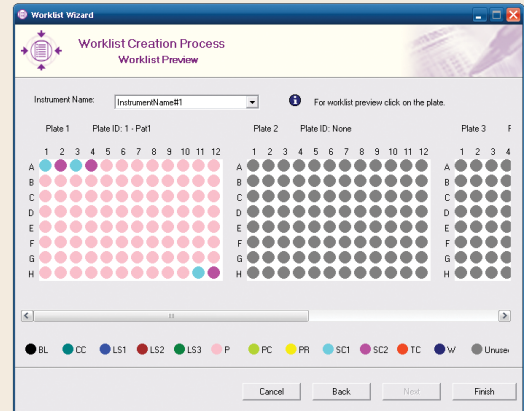 Worklist Wizard
Worklist Creation Process
Worklist Preview
Instrument Name: InstrumentName#1 For worklist preview click on the plate.
Plate 1 Plate ID: 1 - Pat1 Plate 2 Plate ID: None Plate 3
1 2 3 4 5 6 7 8 9 10 11 12 1 2 3 4 5 6 7 8 9 10 11 12 1 2 3 4
A A A
B B B
C C C
D D D
E E E
F F F
G G G
H H H
BL CC LS1 LS2 LS3 P PC PR SC1 SC2 TC W Unuse
Cancel Back Next Finish